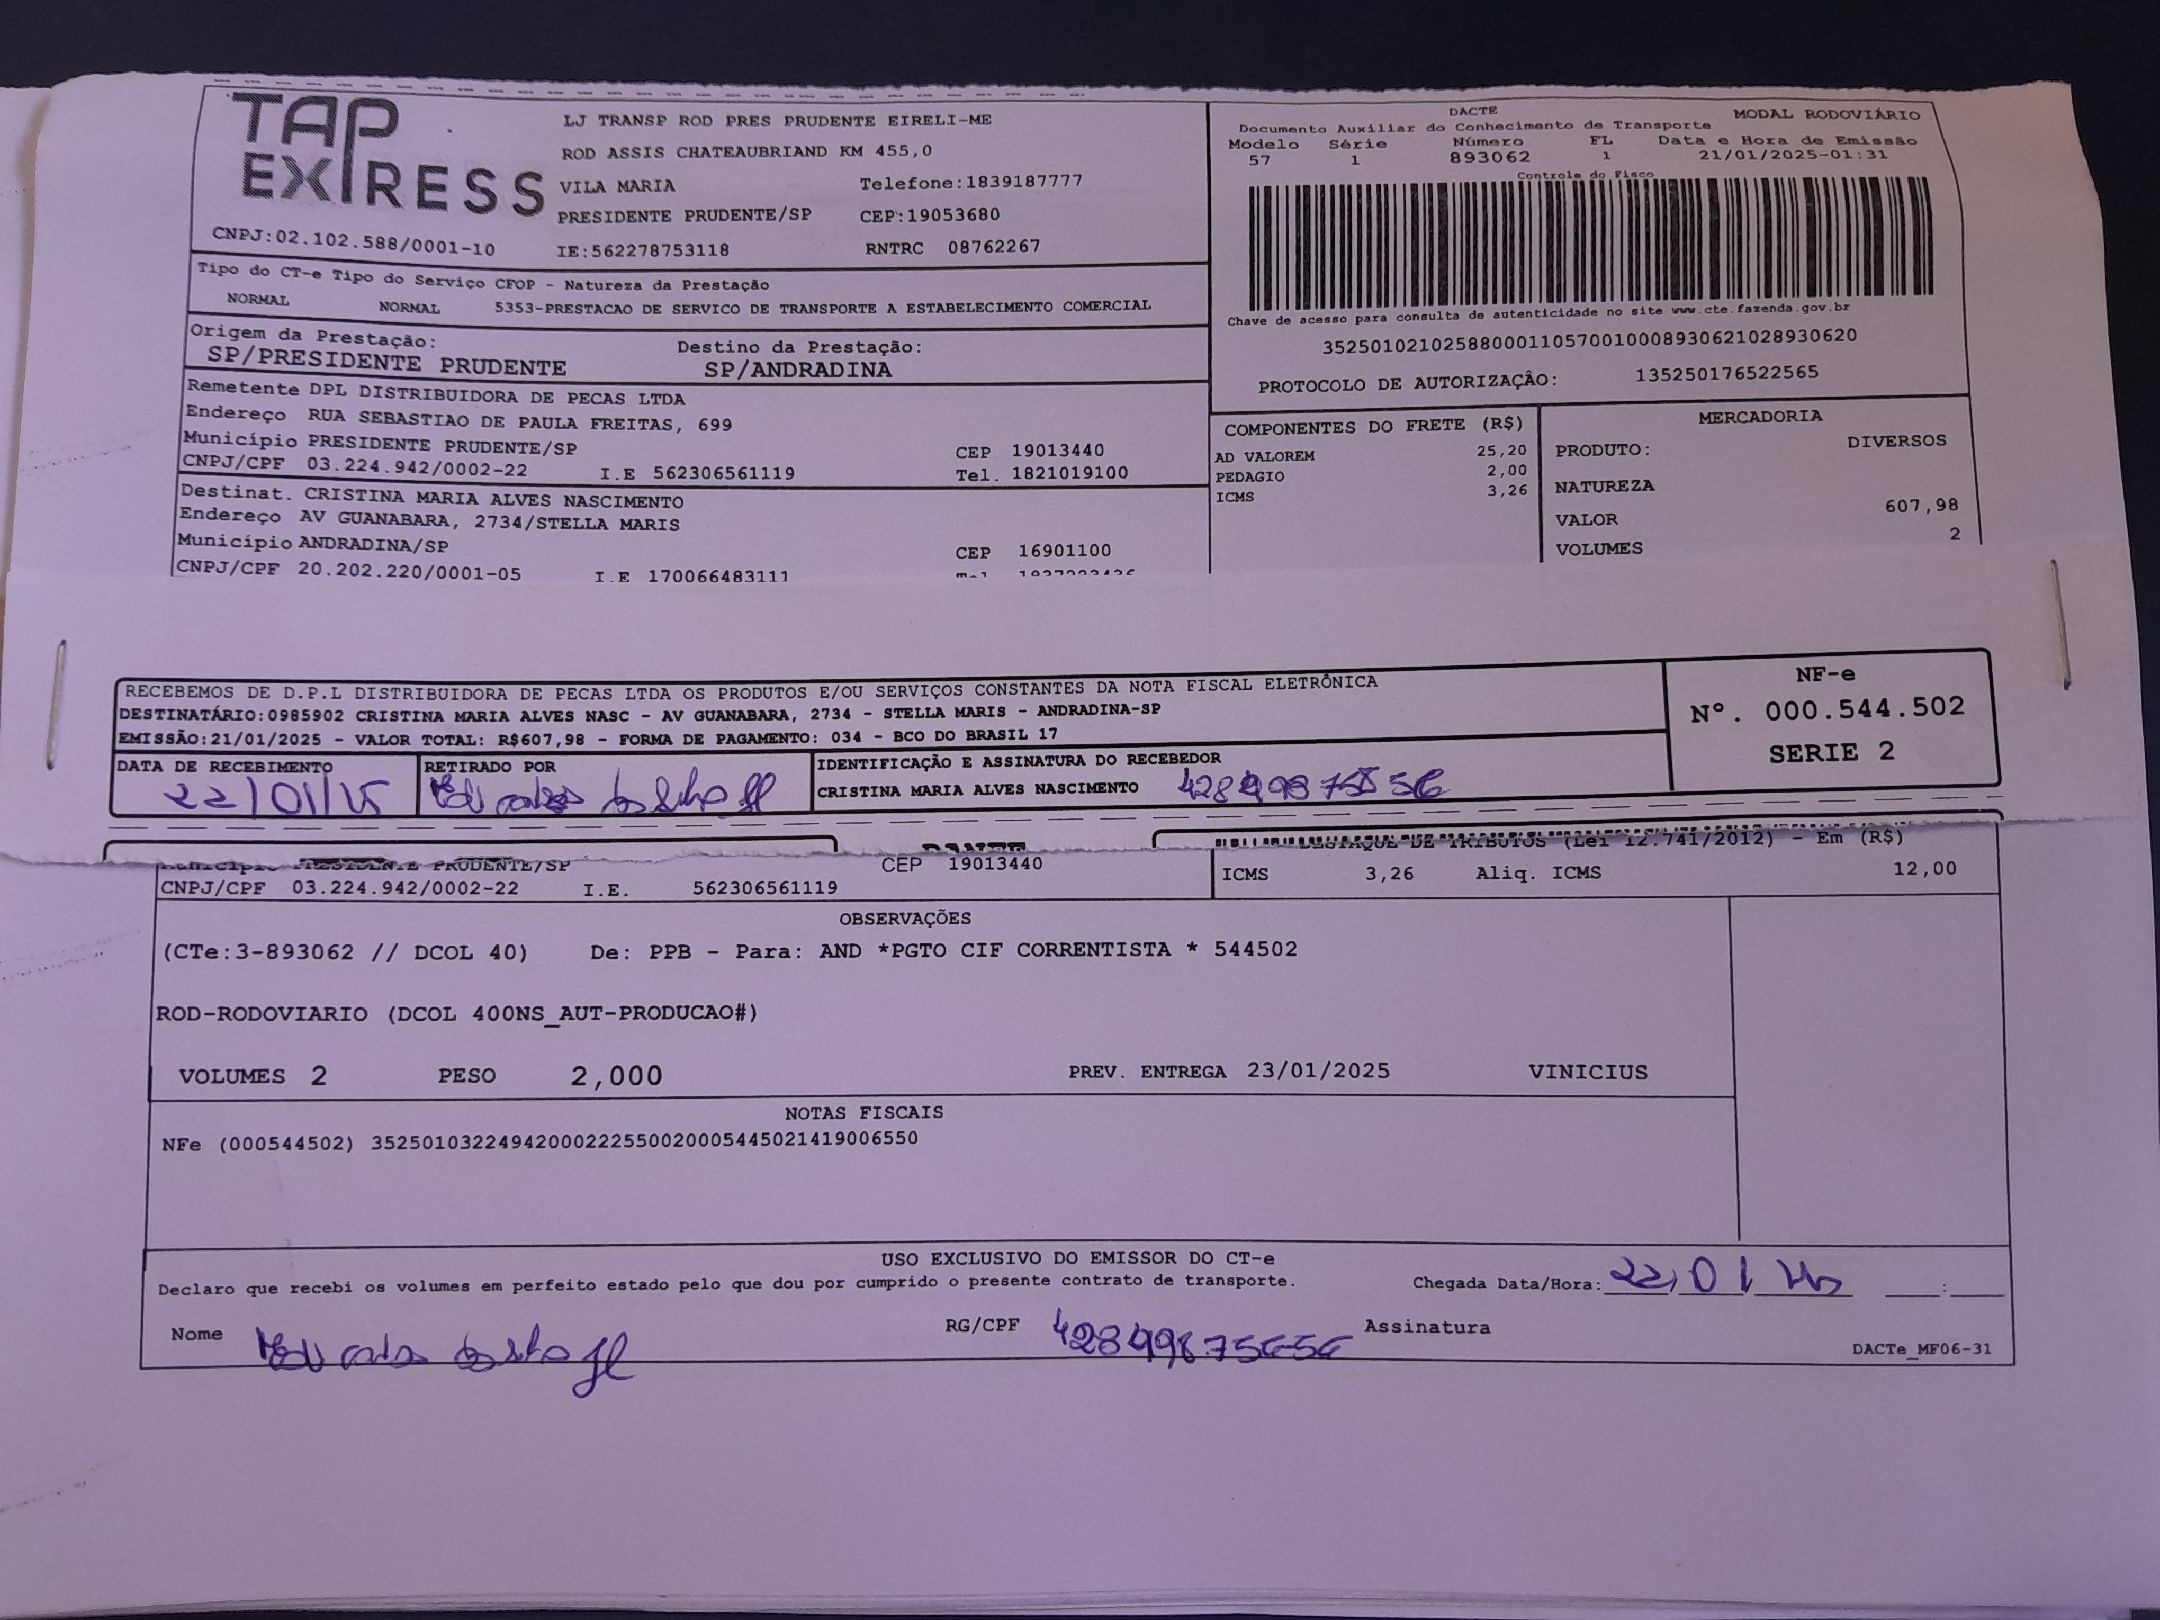 TAP EXPRESS
LJ TRANSP ROD PRES PRUDENTE EIRELI-ME
ROD ASSIS CHATEAUBRIAND KM 455,0
VILA MARIA Telefone:1839187777
PRESIDENTE PRUDENTE/SP CEP:19053680
CNPJ:02.102.588/0001-10 IE:562278753118 RNTRC 08762267
DACTE MODAL RODOVIÁRIO
Documento Auxiliar do Conhecimento de Transporte
Modelo Série Número FL Data e Hora de Emissão
57 1 893062 1 21/01/2025-01:31
Controle do Fisco
Chave de acesso para consulta de autenticidade no site www.cte.fazenda.gov.br
35250102102588000110570010008930621028930620
PROTOCOLO DE AUTORIZAÇÃO: 135250176522565
Tipo do CT-e Tipo do Serviço CFOP - Natureza da Prestação
NORMAL NORMAL 5353-PRESTACAO DE SERVICO DE TRANSPORTE A ESTABELECIMENTO COMERCIAL
Origem da Prestação: Destino da Prestação:
SP/PRESIDENTE PRUDENTE SP/ANDRADINA
Remetente DPL DISTRIBUIDORA DE PECAS LTDA
Endereço RUA SEBASTIAO DE PAULA FREITAS, 699
Município PRESIDENTE PRUDENTE/SP CEP 19013440
CNPJ/CPF 03.224.942/0002-22 I.E 562306561119 Tel. 1821019100
Destinat. CRISTINA MARIA ALVES NASCIMENTO
Endereço AV GUANABARA, 2734/STELLA MARIS
Município ANDRADINA/SP CEP 16901100
CNPJ/CPF 20.202.220/0001-05 I.E 170066483111
COMPONENTES DO FRETE (R$)
AD VALOREM 25,20
PEDAGIO 2,00
ICMS 3,26
MERCADORIA
PRODUTO: DIVERSOS
NATUREZA
VALOR 607,98
VOLUMES 2
RECEBEMOS DE D.P.L DISTRIBUIDORA DE PECAS LTDA OS PRODUTOS E/OU SERVIÇOS CONSTANTES DA NOTA FISCAL ELETRÔNICA
DESTINATÁRIO:0985902 CRISTINA MARIA ALVES NASC - AV GUANABARA, 2734 - STELLA MARIS - ANDRADINA-SP
EMISSÃO:21/01/2025 - VALOR TOTAL: R$607,98 - FORMA DE PAGAMENTO: 034 - BCO DO BRASIL 17
NF-e
Nº. 000.544.502
SERIE 2
DATA DE RECEBIMENTO RETIRADO POR IDENTIFICAÇÃO E ASSINATURA DO RECEBEDOR
22/01/25 CRISTINA MARIA ALVES NASCIMENTO
PRUDENTE/SP CEP 19013440
DESTAQUE DE TRIBUTOS (Lei 12.741/2012) - Em (R$)
CNPJ/CPF 03.224.942/0002-22 I.E. 562306561119 ICMS 3,26 Aliq. ICMS 12,00
OBSERVAÇÕES
(CTe:3-893062 // DCOL 40) De: PPB - Para: AND *PGTO CIF CORRENTISTA * 544502
ROD-RODOVIARIO (DCOL 400NS_AUT-PRODUCAO#)
VOLUMES 2 PESO 2,000 PREV. ENTREGA 23/01/2025 VINICIUS
NOTAS FISCAIS
NFe (000544502) 35250103224942000222550020005445021419006550
USO EXCLUSIVO DO EMISSOR DO CT-e
Declaro que recebi os volumes em perfeito estado pelo que dou por cumprido o presente contrato de transporte. Chegada Data/Hora: 22/01
Nome RG/CPF Assinatura
DACTe_MF06-31